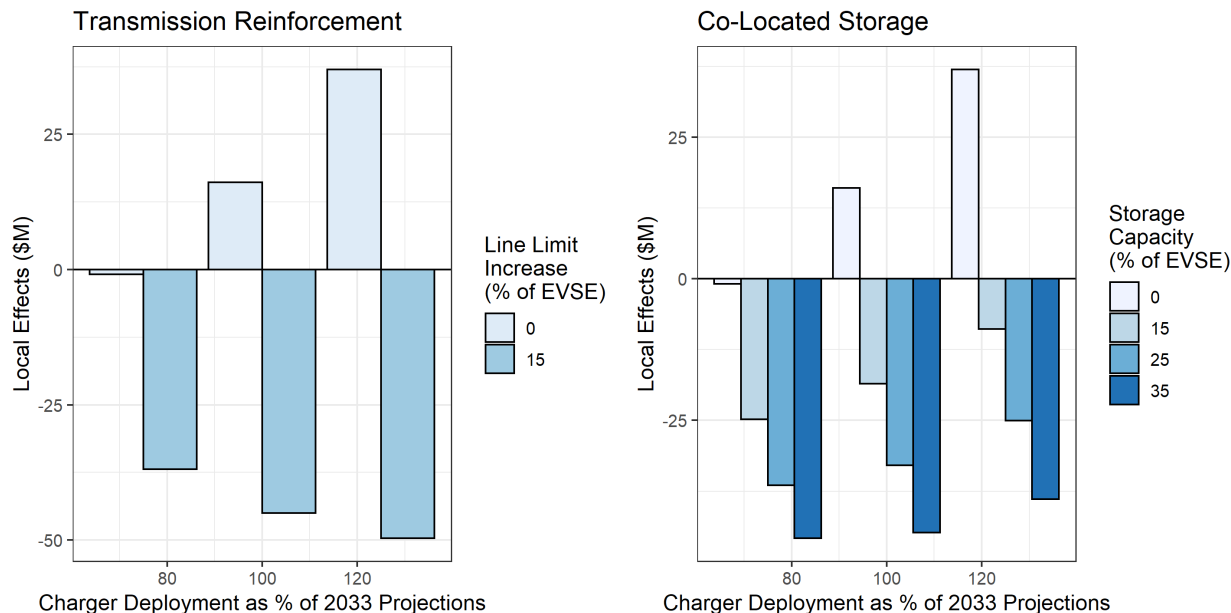 Transmission Reinforcement
25
0
-25
-50
80
100
120
Local Effects ($M)
Charger Deployment as % of 2033 Projections
Line Limit
Increase
(% of EVSE)
0
15
Co-Located Storage
25
0
-25
80
100
120
Local Effects ($M)
Charger Deployment as % of 2033 Projections
Storage
Capacity
(% of EVSE)
0
15
25
35